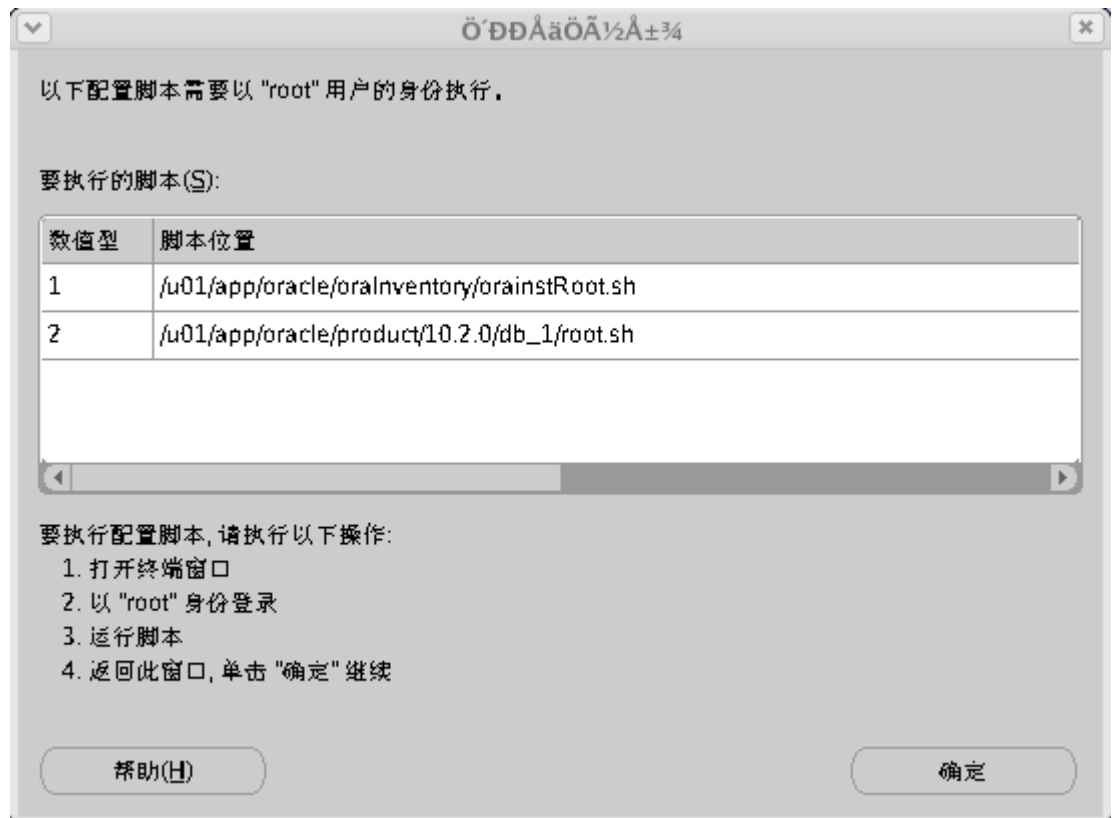 Ö´ÐÐÅäÖÃ½Å±¾
以下配置脚本需要以 "root" 用户的身份执行。
要执行的脚本(S):
数值型 脚本位置
1 /u01/app/oracle/oraInventory/orainstRoot.sh
2 /u01/app/oracle/product/10.2.0/db_1/root.sh
要执行配置脚本, 请执行以下操作:
1. 打开终端窗口
2. 以 "root" 身份登录
3. 运行脚本
4. 返回此窗口, 单击 "确定" 继续
帮助(H) 确定